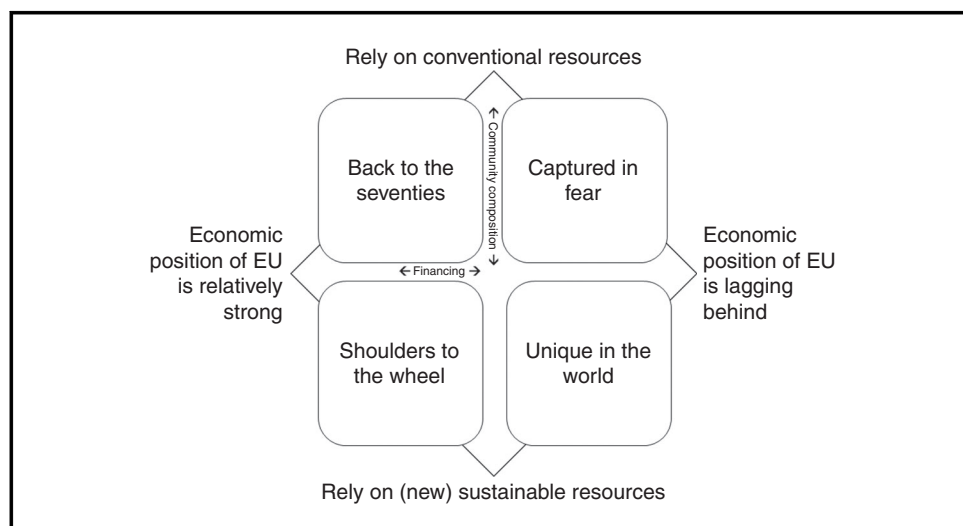 Rely on conventional resources
Back to the
seventies
← Community composition →
Captured in
fear
Economic
position of EU
is relatively
strong
← Financing →
Economic
position of EU
is lagging
behind
Shoulders to
the wheel
Unique in the
world
Rely on (new) sustainable resources